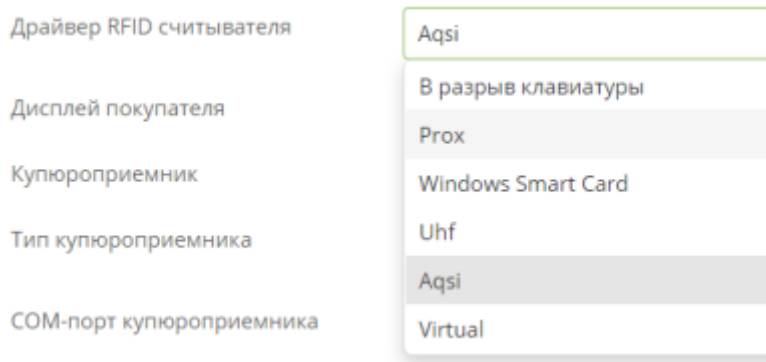 Драйвер RFID считывателя
Aqsi
В разрыв клавиатуры
Дисплей покупателя
Prox
Купюроприемник
Windows Smart Card
Тип купюроприемника
Uhf
Aqsi
COM-порт купюроприемника
Virtual